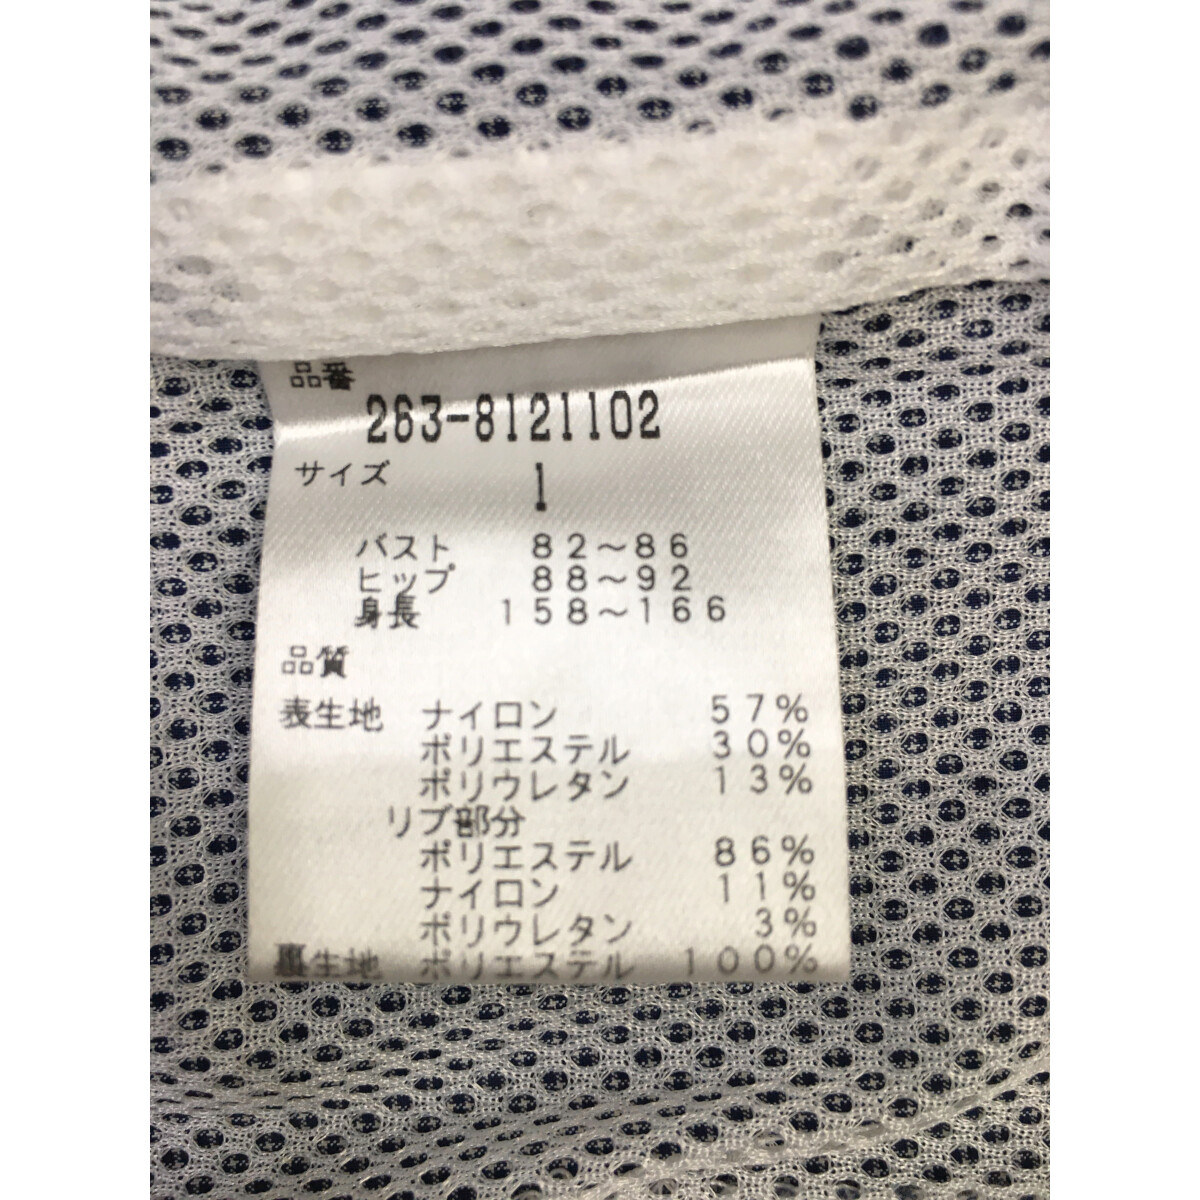 品番
263-8121102
サイズ 1
バスト 82～86
ヒップ 88～92
身長 158～166
品質
表生地 ナイロン 57%
ポリエステル 30%
ポリウレタン 13%
リブ部分
ポリエステル 86%
ナイロン 11%
ポリウレタン 3%
裏生地 ポリエステル 100%